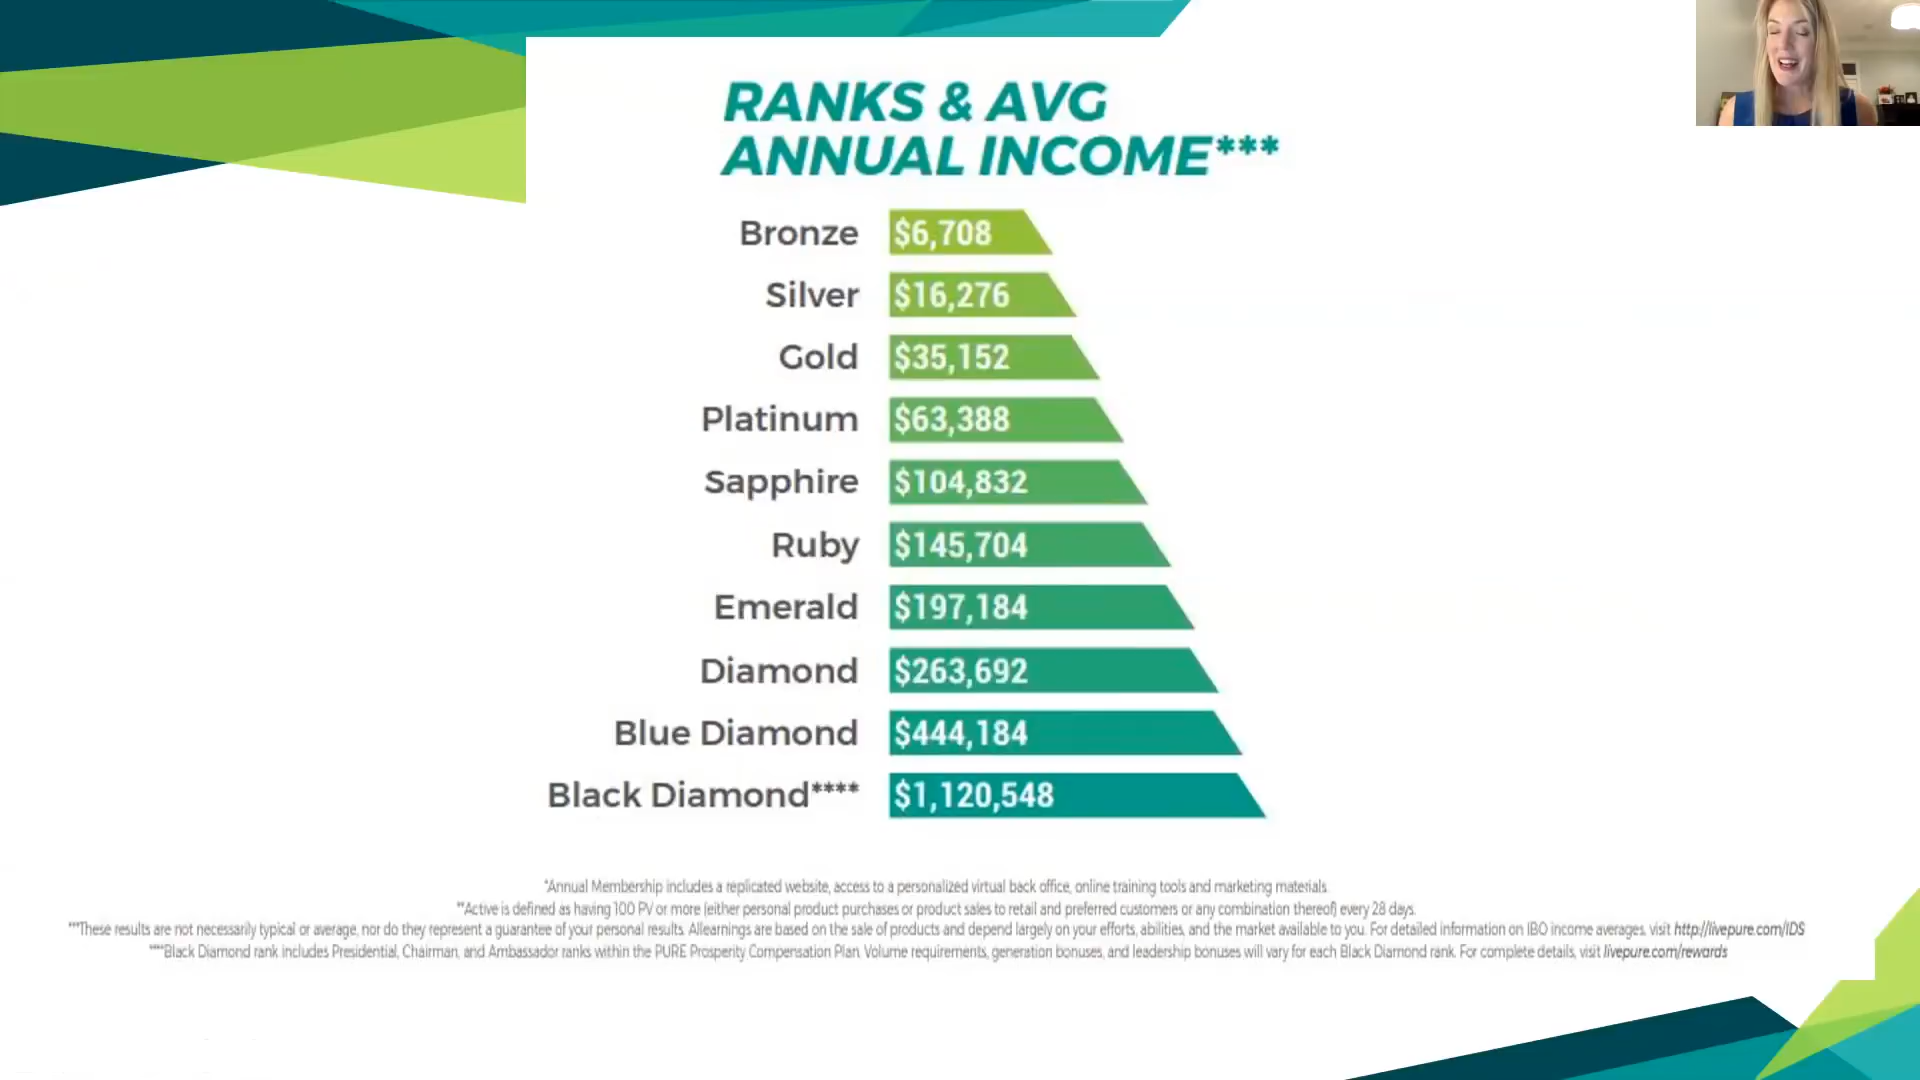 RANKS & AVG
ANNUAL INCOME***
Bronze $6,708
Silver $16,276
Gold $35,152
Platinum $63,388
Sapphire $104,832
Ruby $145,704
Emerald $197,184
Diamond $263,692
Blue Diamond $444,184
Black Diamond**** $1,120,548
*Annual Membership includes a replicated website, access to a personalized virtual back office, online training tools and marketing materials.
**Active is defined as having 100 PV or more (either personal product purchases or product sales to retail and preferred customers or any combination thereof) every 28 days.
***These results are not necessarily typical or average, nor do they represent a guarantee of your personal results. All earnings are based on the sale of products and depend largely on your efforts, abilities, and the market available to you. For detailed information on IBO income averages, visit http://livepure.com/IDS
****Black Diamond rank includes Presidential, Chairman, and Ambassador ranks within the PURE Prosperity Compensation Plan. Volume requirements, generation bonuses, and leadership bonuses will vary for each Black Diamond rank. For complete details, visit livepure.com/rewards